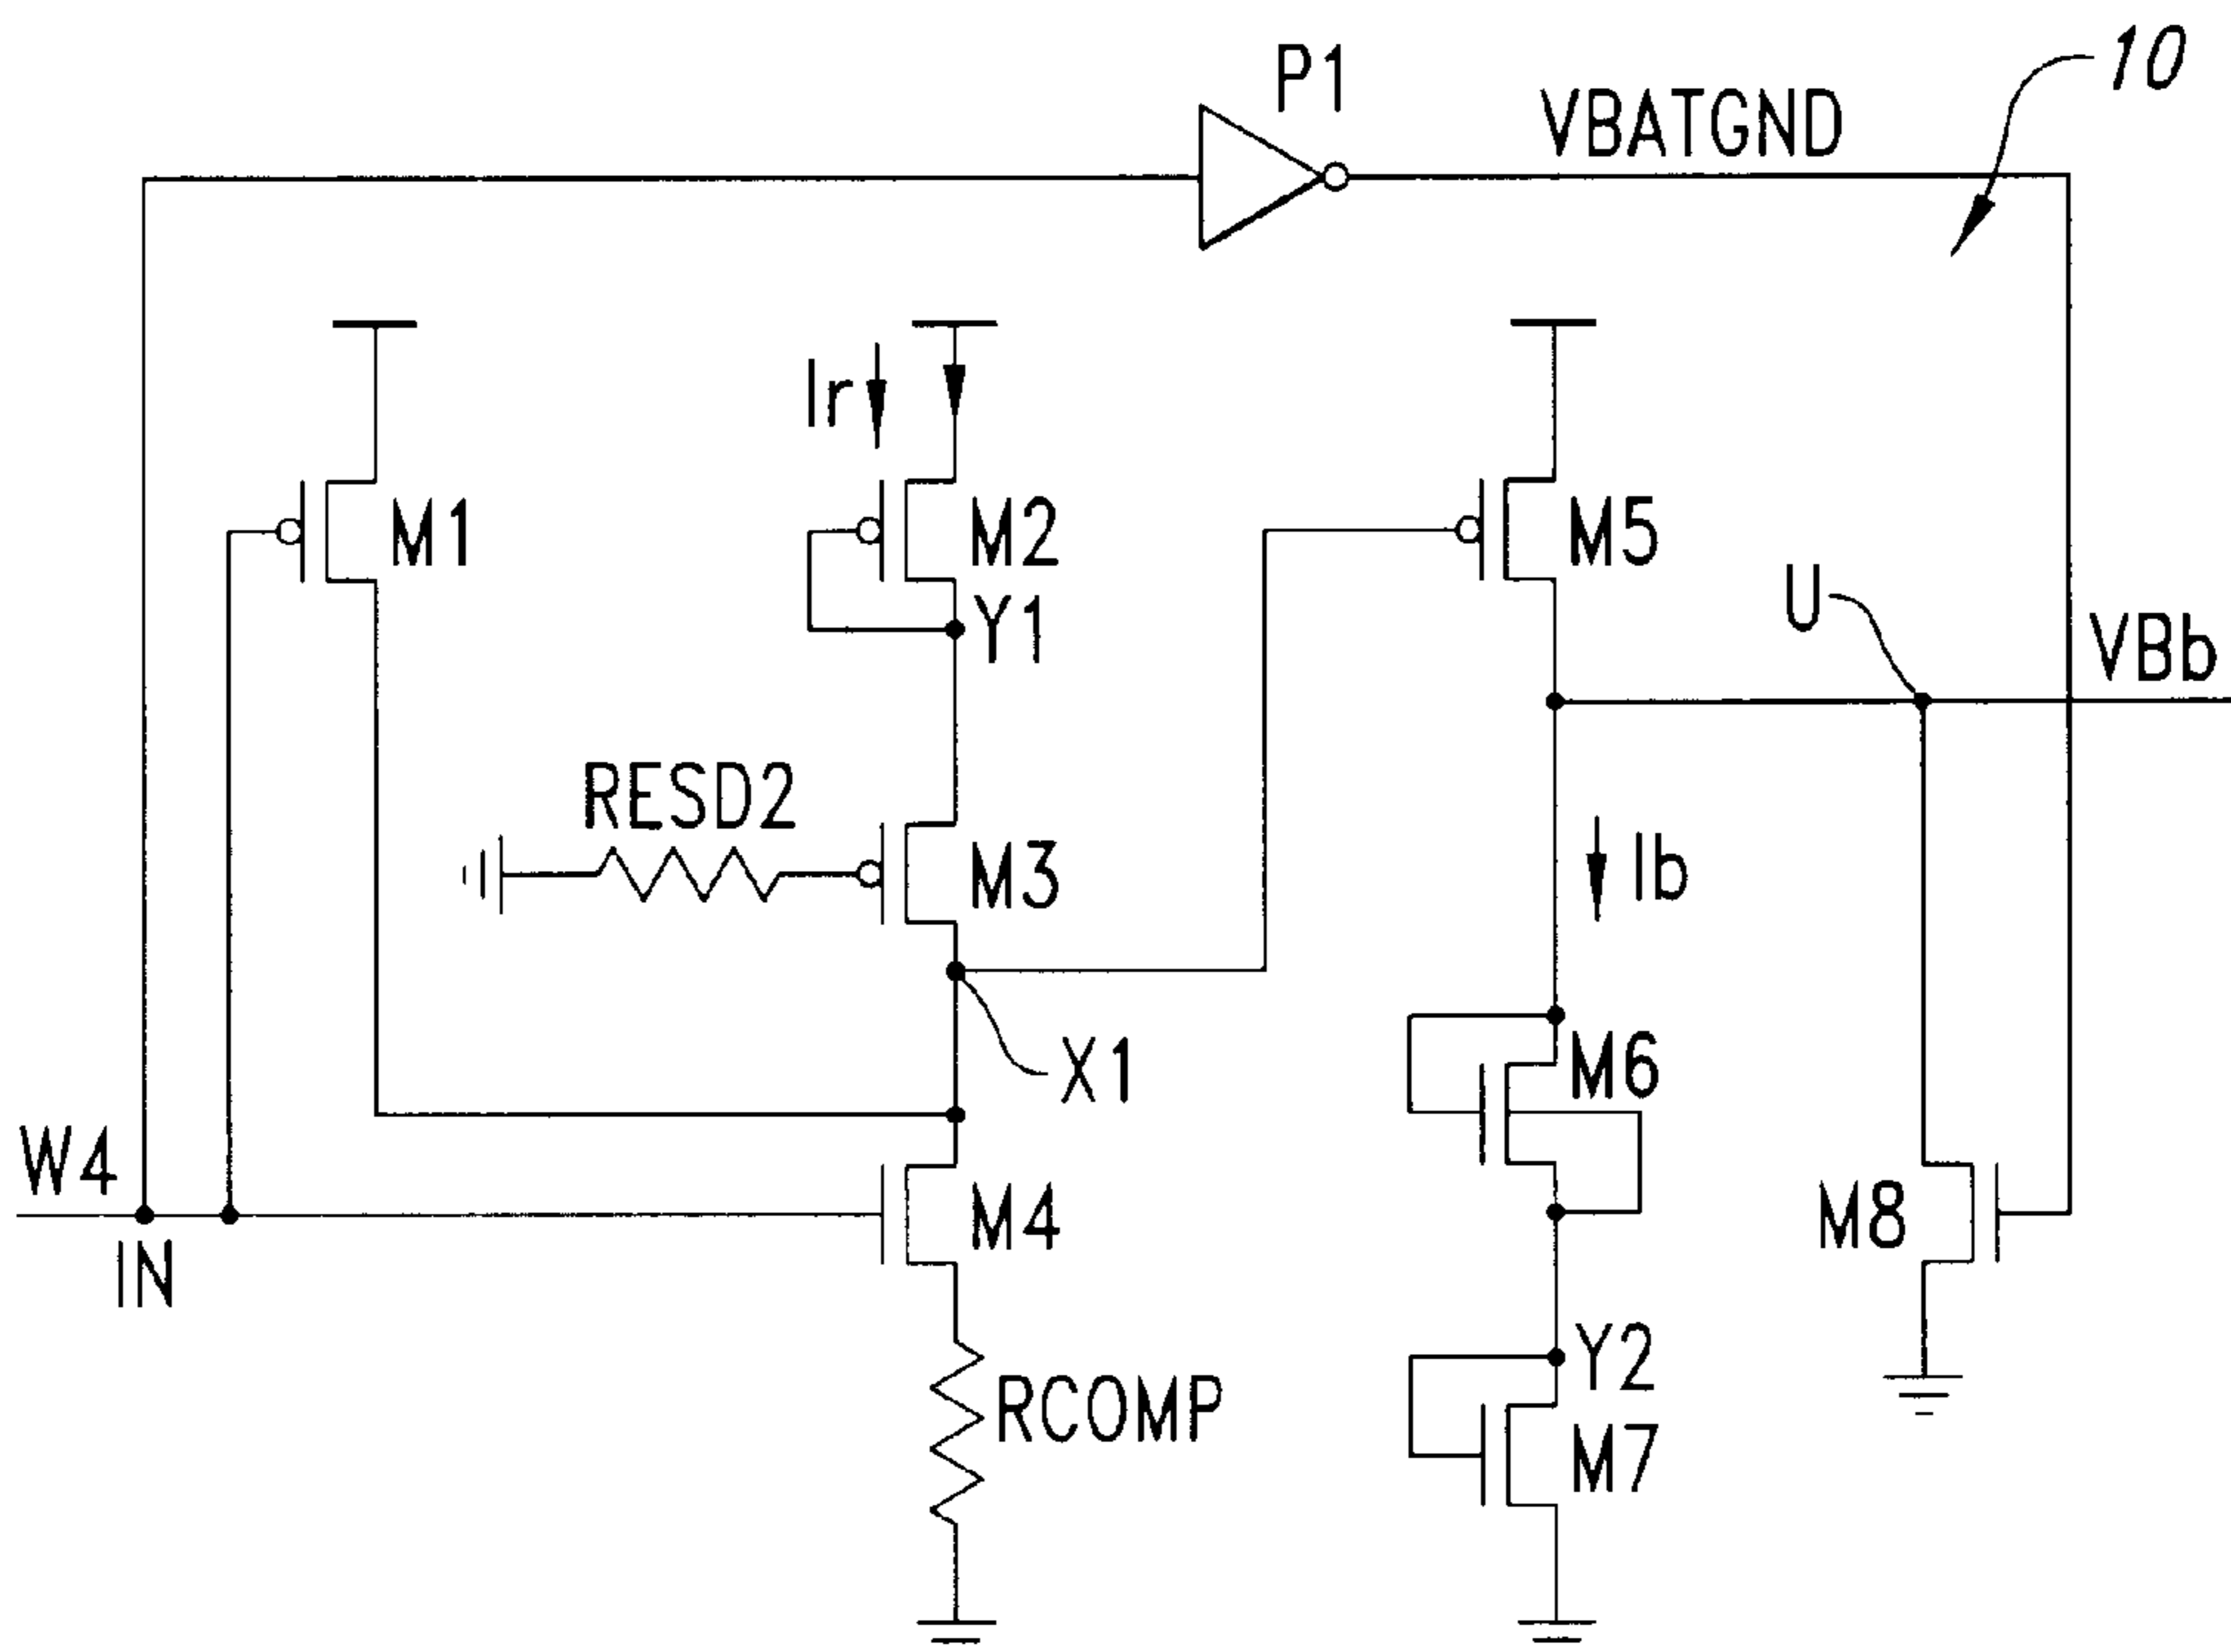 P1
VBATGND
10
Ir
M1
M2
M5
Y1
U
VBb
RESD2
M3
Ib
X1
M6
W4
IN
M4
M8
Y2
RCOMP
M7